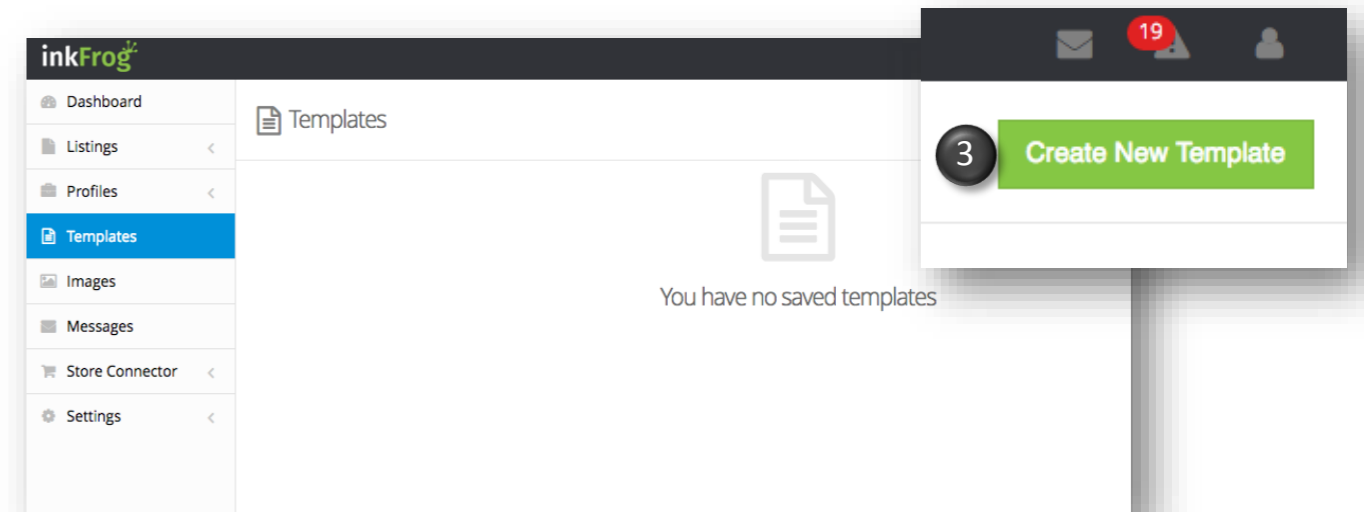 inkFrog
Dashboard
Listings
Profiles
Templates
Images
Messages
Store Connector
Settings
Templates
You have no saved templates
19
3
Create New Template